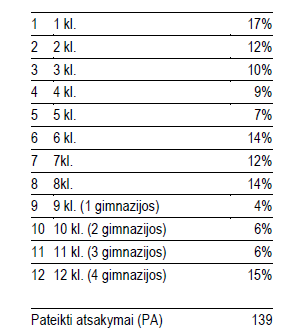 1 1 kl. 17%
2 2 kl. 12%
3 3 kl. 10%
4 4 kl. 9%
5 5 kl. 7%
6 6 kl. 14%
7 7kl. 12%
8 8kl. 14%
9 9 kl. (1 gimnazijos) 4%
10 10 kl. (2 gimnazijos) 6%
11 11 kl. (3 gimnazijos) 6%
12 12 kl. (4 gimnazijos) 15%
Pateikti atsakymai (PA) 139